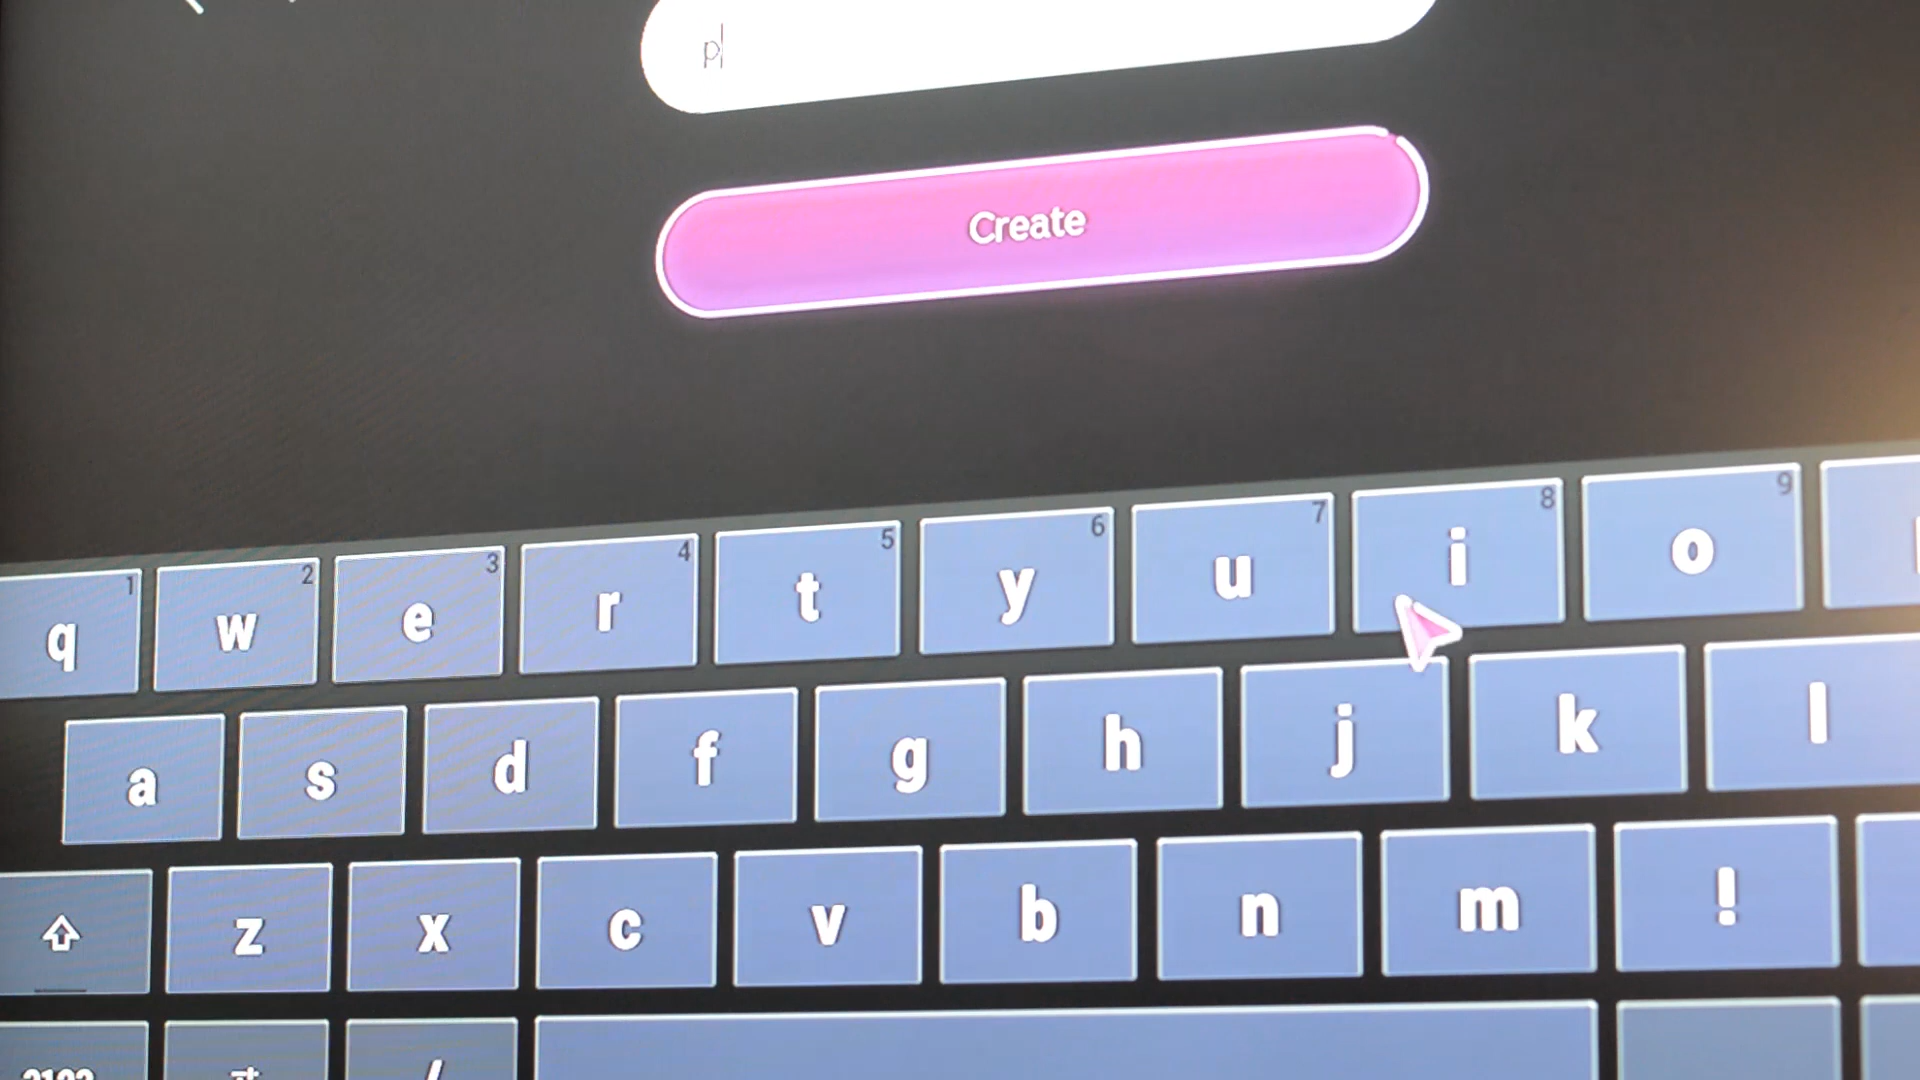 p
Create
1 2 3 4 5 6 7 8 9
q w e r t y u i o
a s d f g h j k l
z x c v b n m !
/